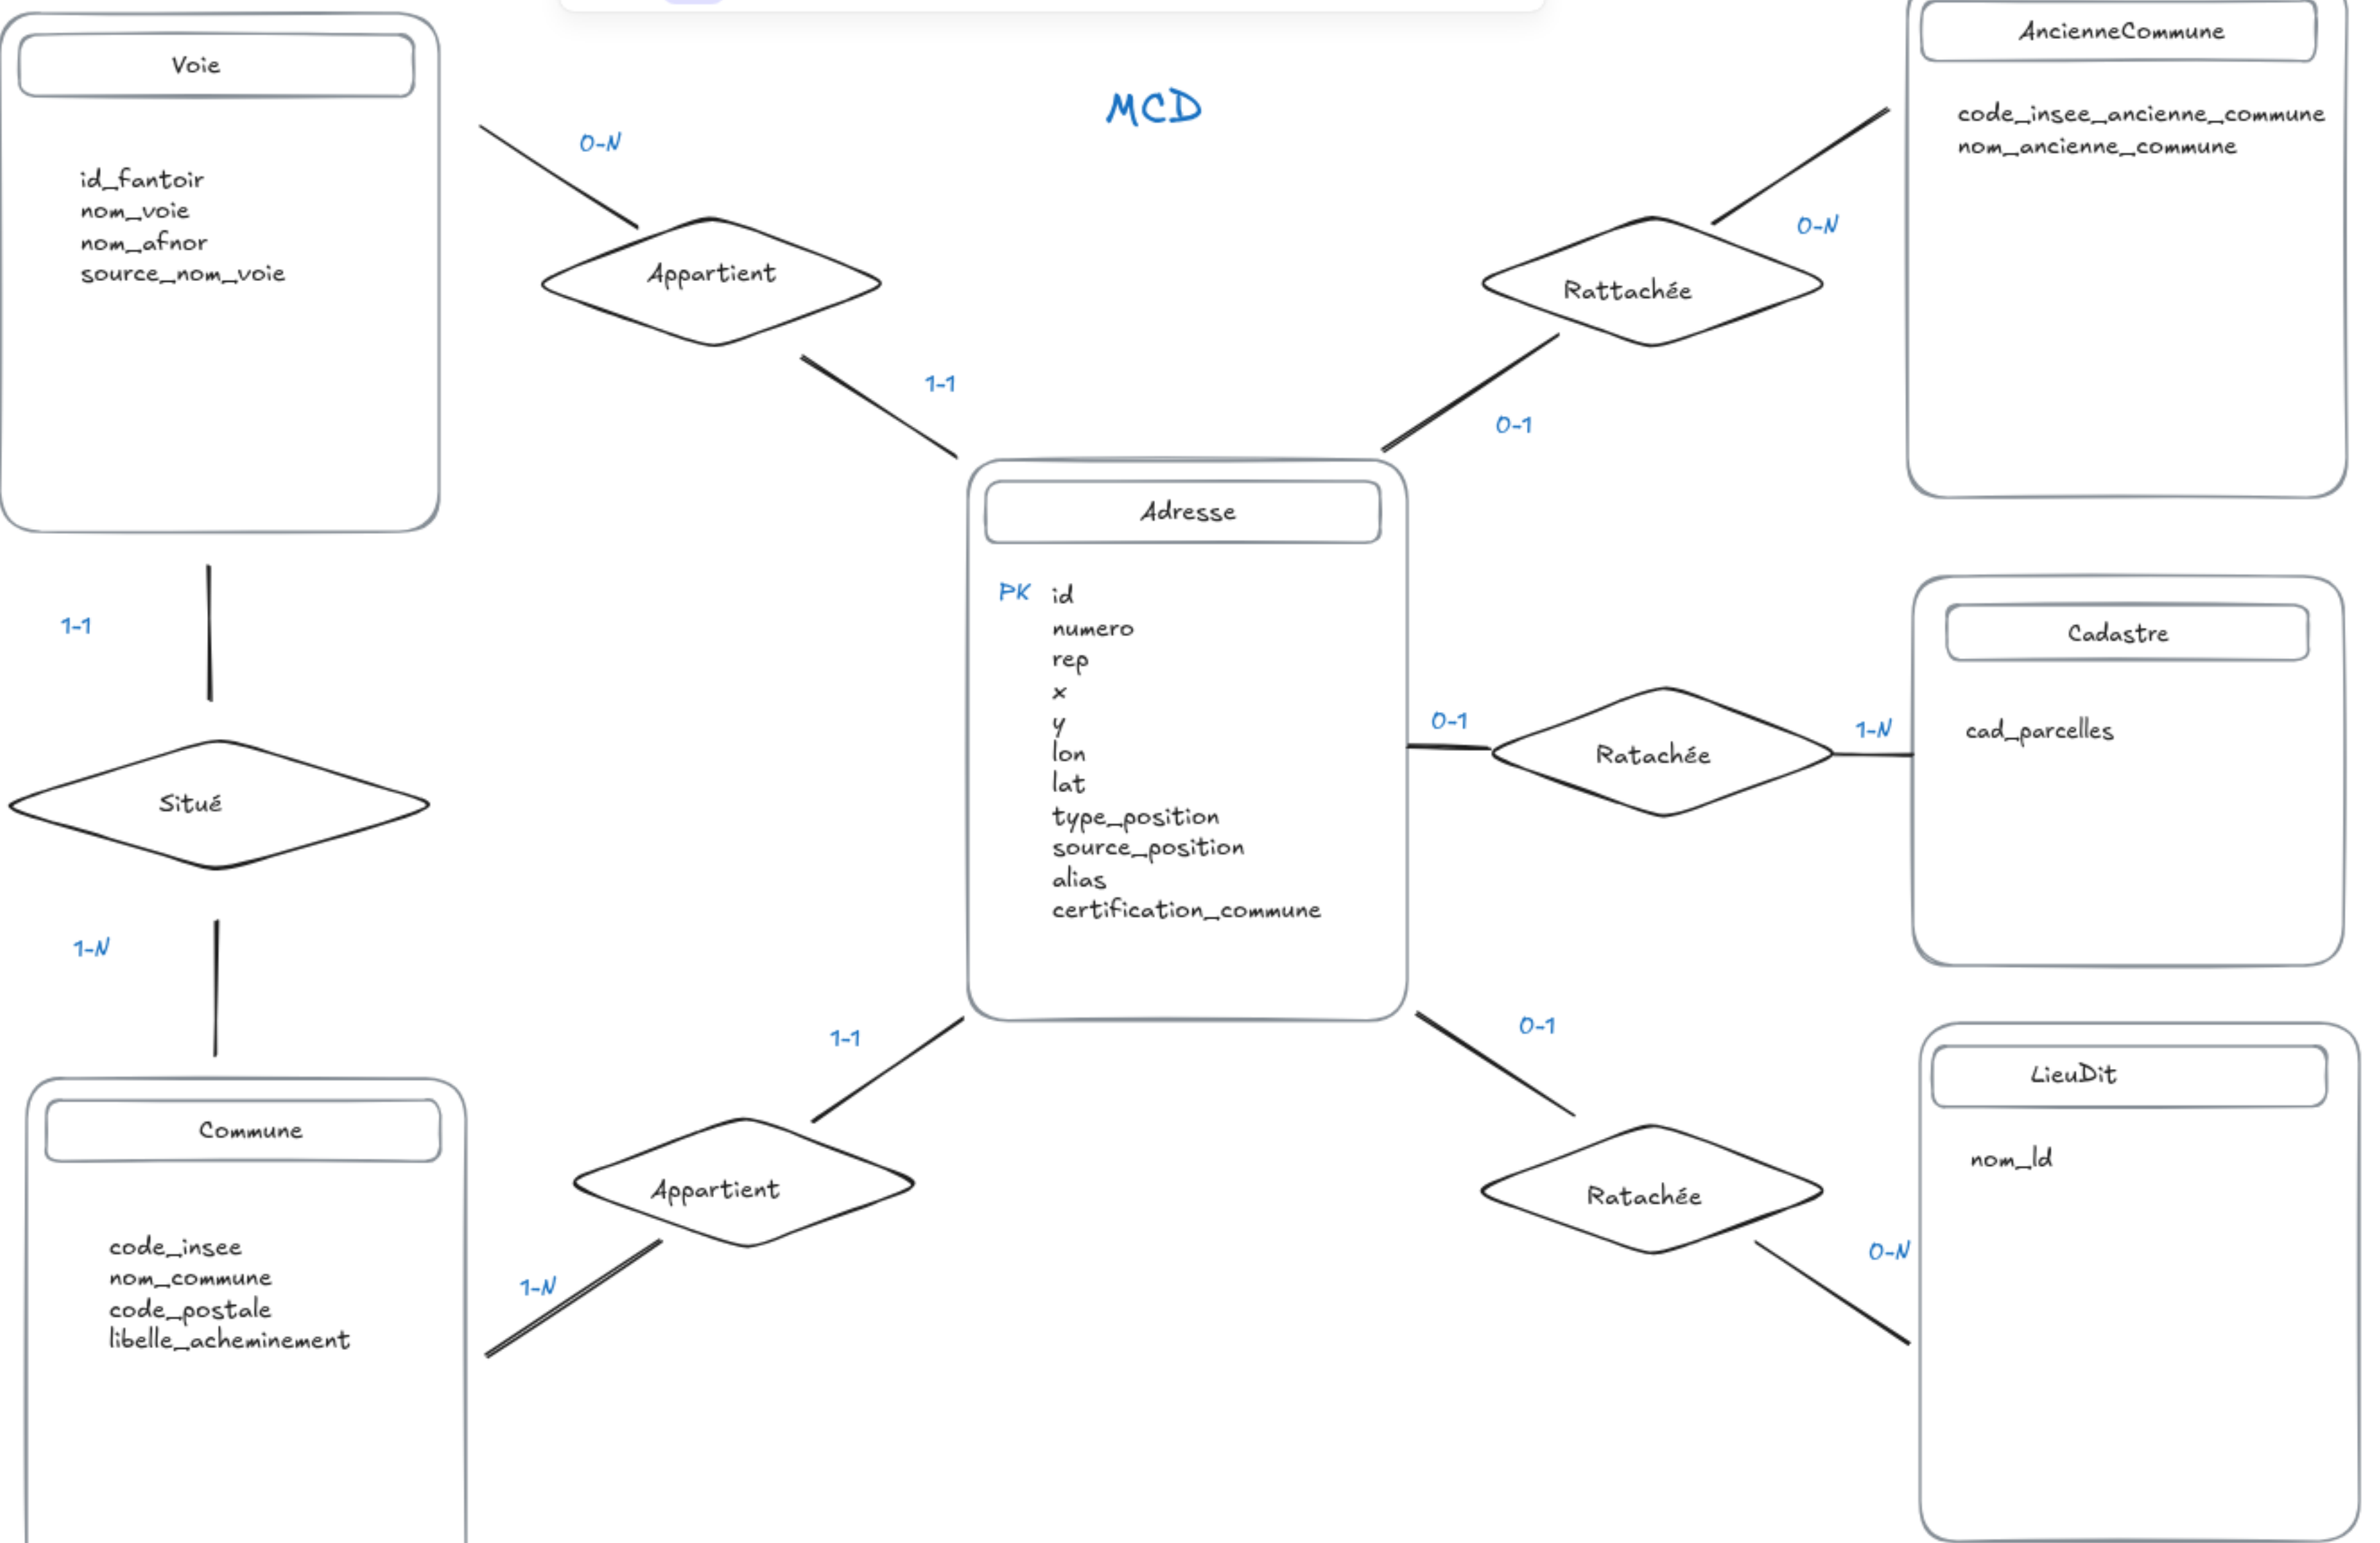 MCD
Voie
id_fantoir
nom_voie
nom_afnor
source_nom_voie
0-N
Appartient
1-1
AncienneCommune
code_insee_ancienne_commune
nom_ancienne_commune
0-N
Rattachée
0-1
Adresse
PK id
numero
rep
x
y
lon
lat
type_position
source_position
alias
certification_commune
Cadastre
cad_parcelles
0-1
Ratachée
1-N
1-1
Situé
1-N
Commune
code_insee
nom_commune
code_postale
libelle_acheminement
1-1
Appartient
1-N
0-1
Ratachée
0-N
LieuDit
nom_ld